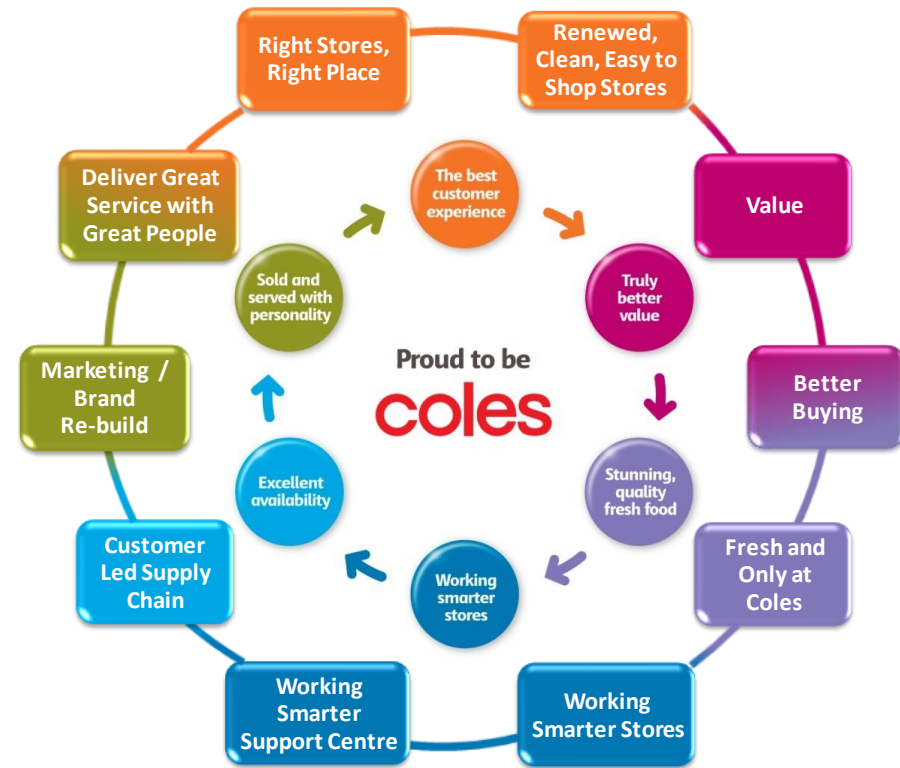 Right Stores,
Right Place
Renewed,
Clean, Easy to
Shop Stores
Value
Better
Buying
Fresh and
Only at
Coles
Working
Smarter Stores
Working
Smarter
Support Centre
Customer
Led Supply
Chain
Marketing /
Brand
Re-build
Deliver Great
Service with
Great People
The best
customer
experience
Truly
better
value
Stunning,
quality
fresh food
Working
smarter
stores
Excellent
availability
Sold and
served with
personality
Proud to be
coles